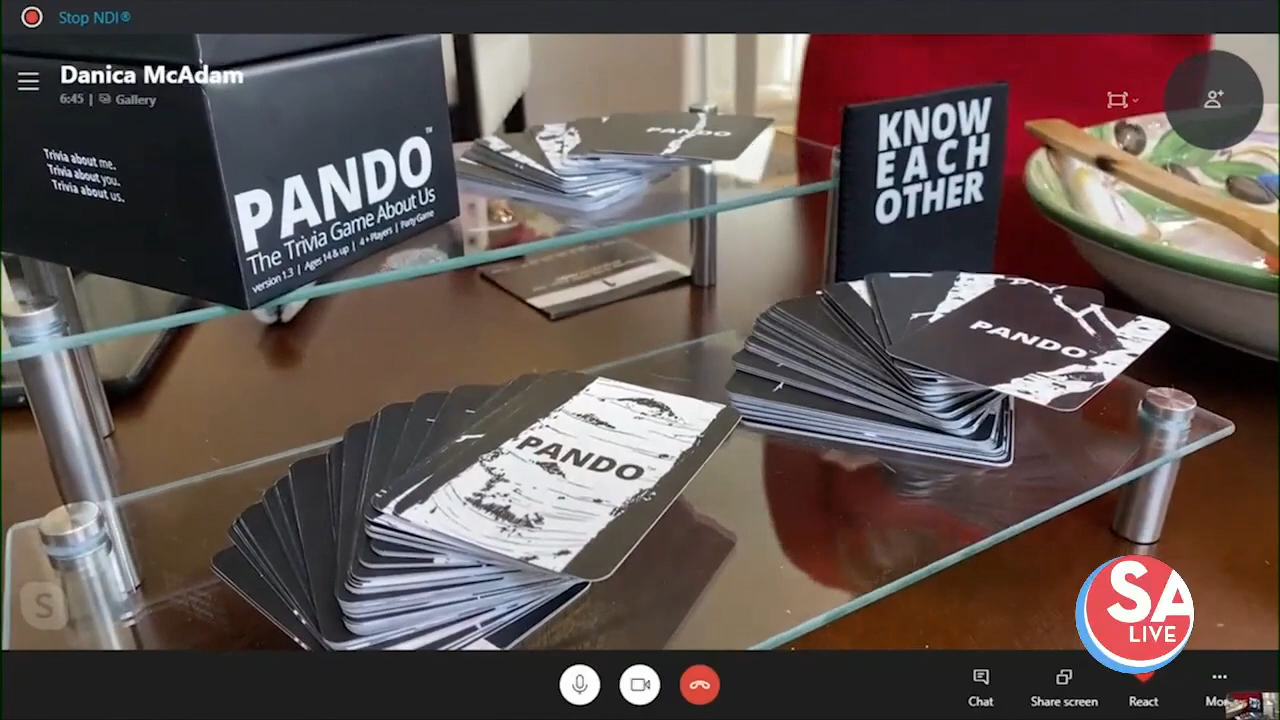 Stop NDI®
Danica McAdam
6:45 | Gallery
Trivia about me.
Trivia about you.
Trivia about us.
PANDO™
The Trivia Game About Us
version 1.3 | Ages 14 & up | 4+ Players | Party Game
PANDO
KNOW
EACH
OTHER
PANDO
PANDO™
S
SA
LIVE
Chat
Share screen
React